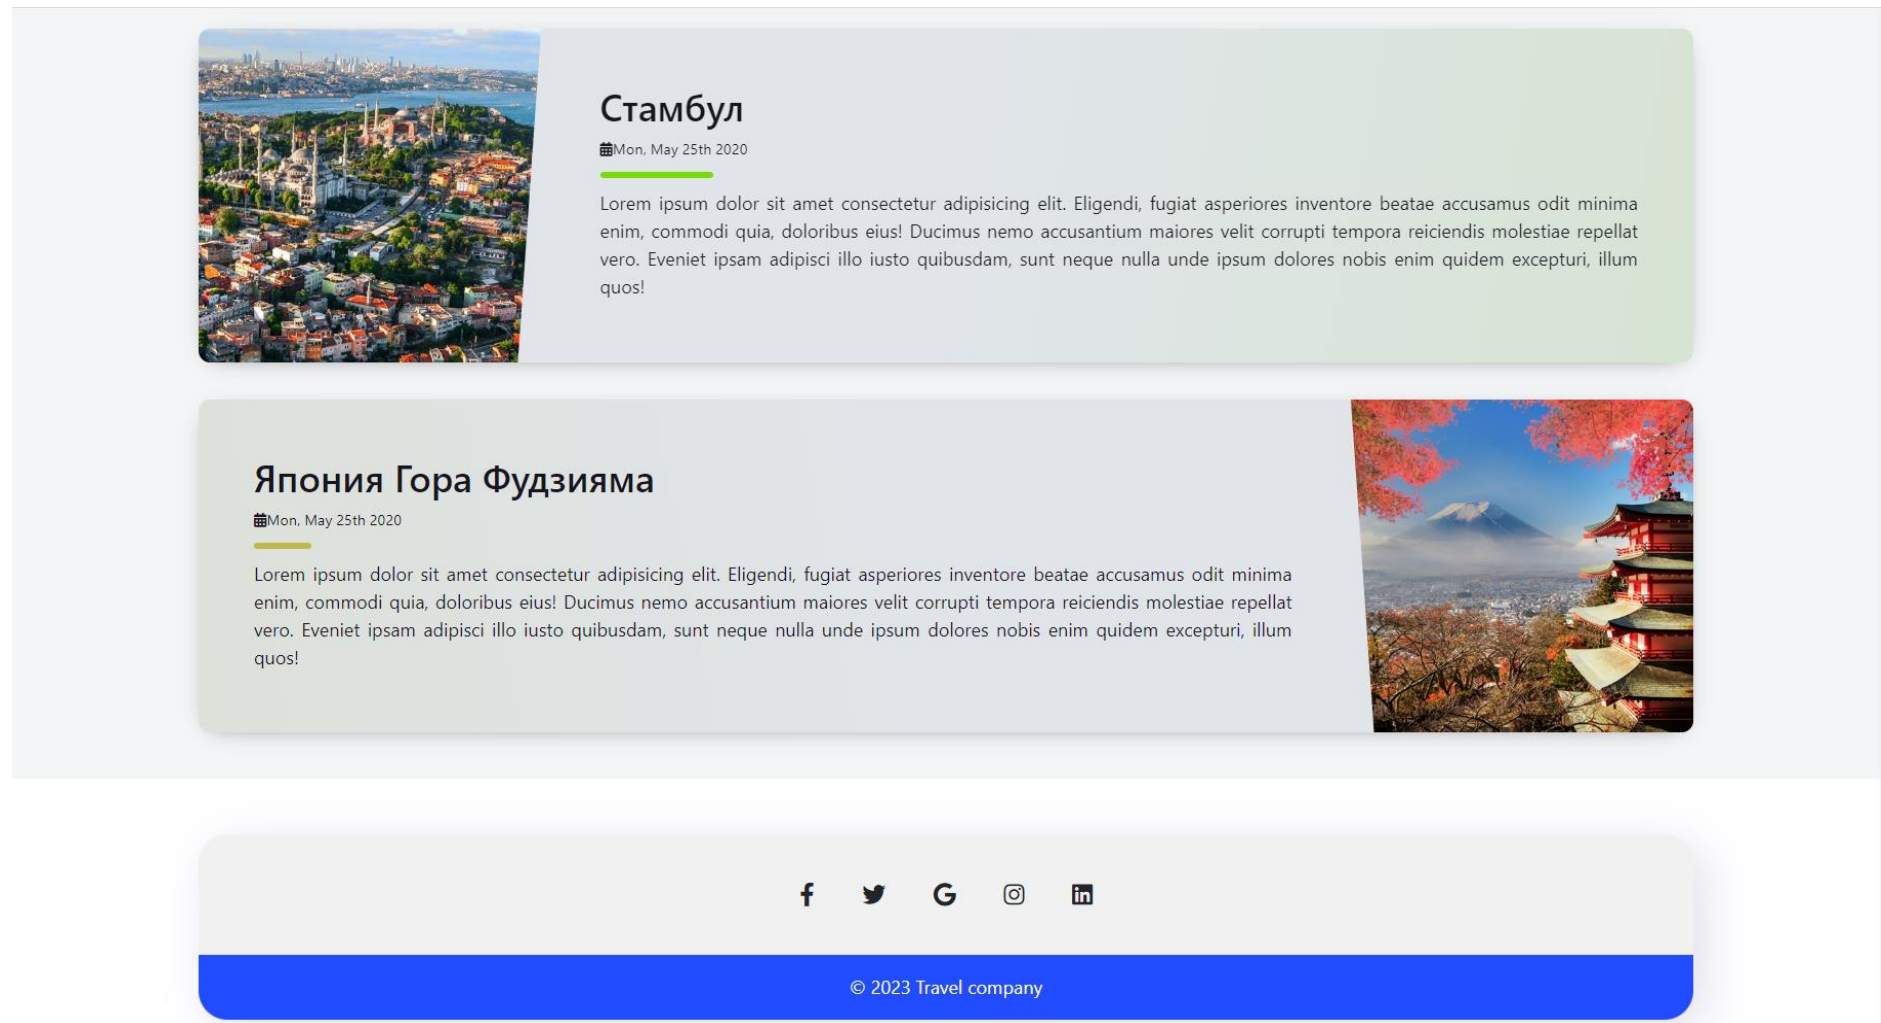 Стамбул
Mon, May 25th 2020
Lorem ipsum dolor sit amet consectetur adipisicing elit. Eligendi, fugiat asperiores inventore beatae accusamus odit minima
enim, commodi quia, doloribus eius! Ducimus nemo accusantium maiores velit corrupti tempora reiciendis molestiae repellat
vero. Eveniet ipsam adipisci illo iusto quibusdam, sunt neque nulla unde ipsum dolores nobis enim quidem excepturi, illum
quos!
Япония Гора Фудзияма
Mon, May 25th 2020
Lorem ipsum dolor sit amet consectetur adipisicing elit. Eligendi, fugiat asperiores inventore beatae accusamus odit minima
enim, commodi quia, doloribus eius! Ducimus nemo accusantium maiores velit corrupti tempora reiciendis molestiae repellat
vero. Eveniet ipsam adipisci illo iusto quibusdam, sunt neque nulla unde ipsum dolores nobis enim quidem excepturi, illum
quos!
© 2023 Travel company